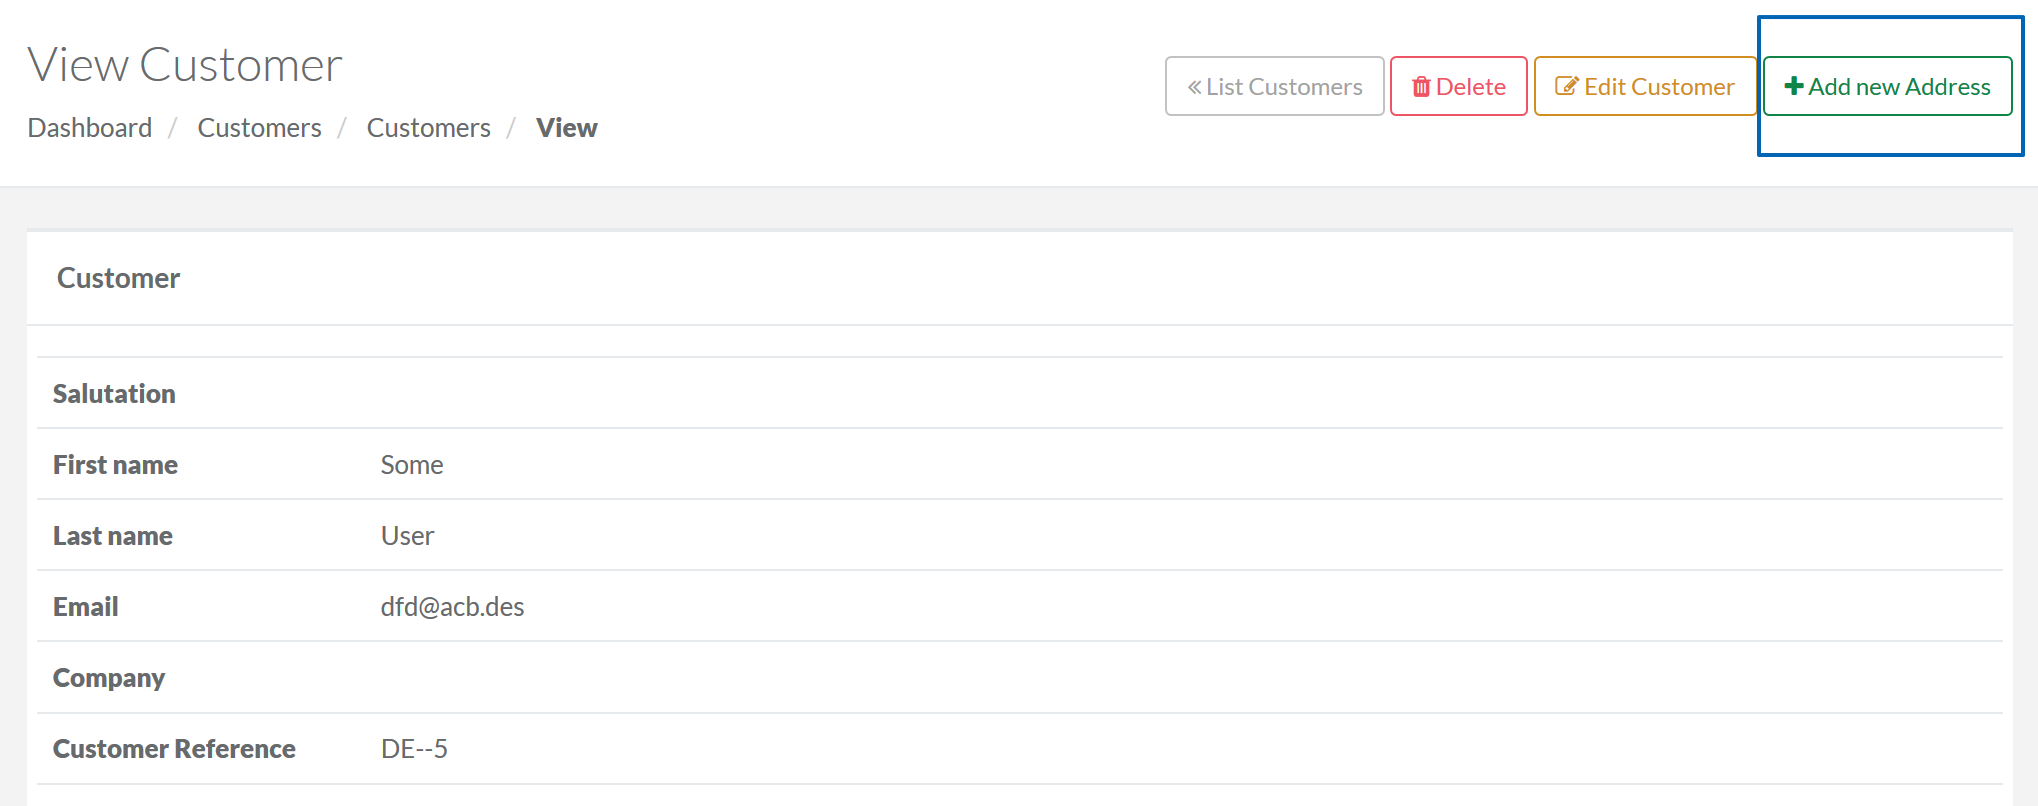 View Customer
Dashboard / Customers / Customers / View
« List Customers
Delete
Edit Customer
Add new Address
Customer
Salutation
First name Some
Last name User
Email dfd@acb.des
Company
Customer Reference DE--5